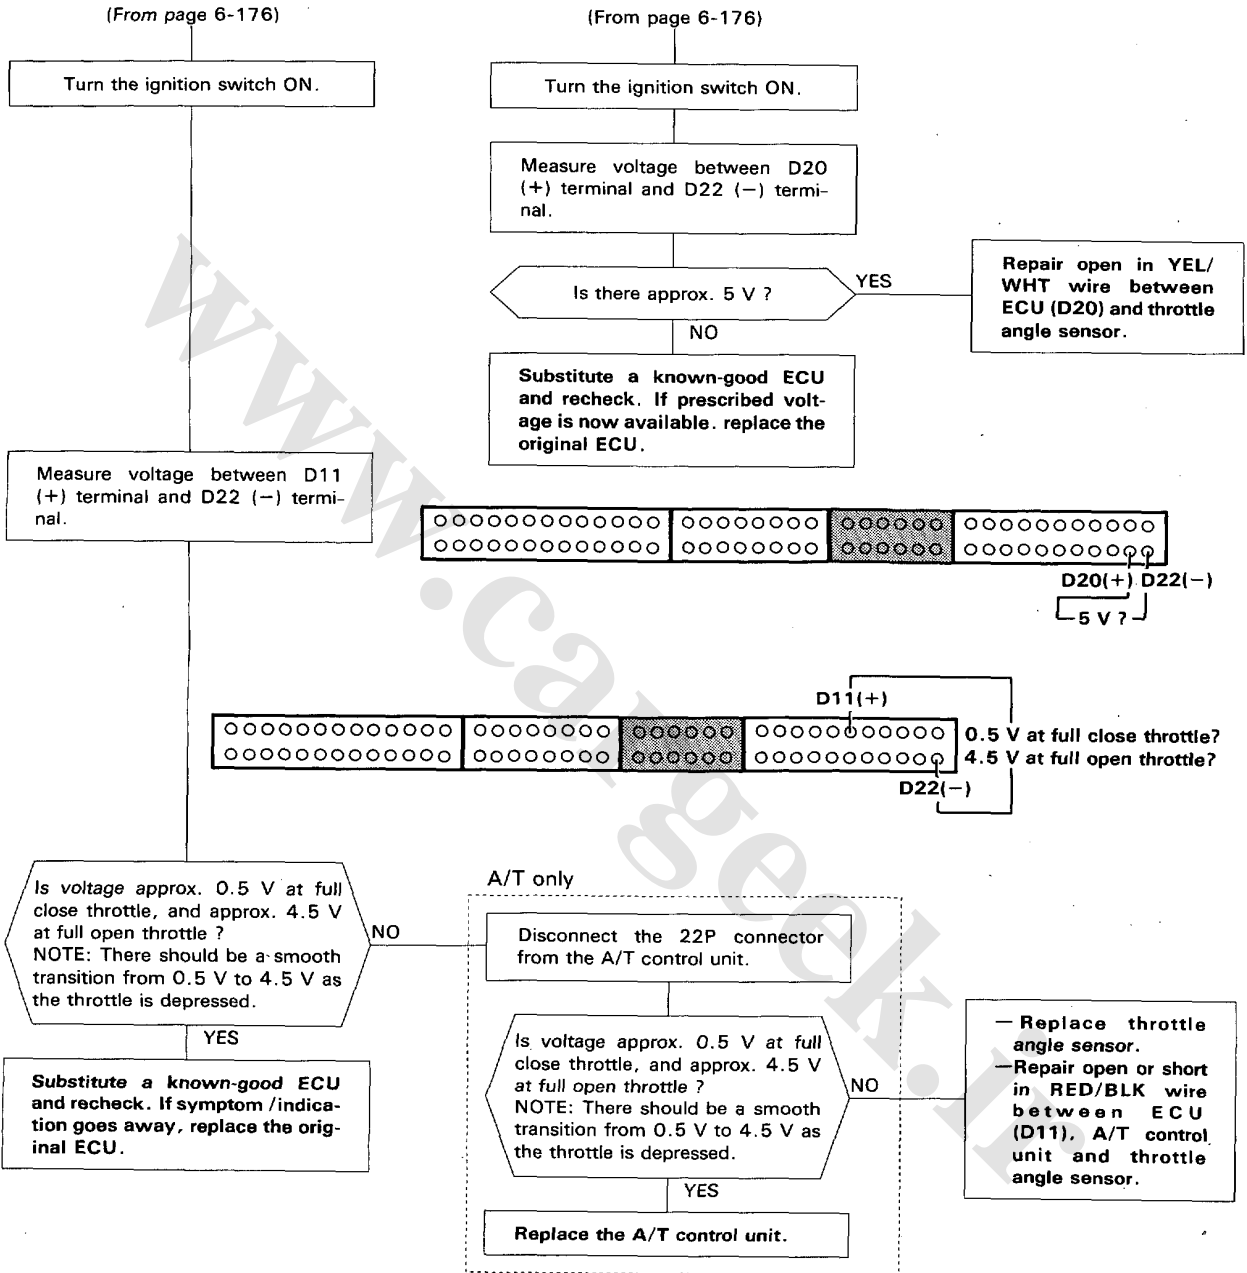 (From page 6-176)
Turn the ignition switch ON.
Measure voltage between D11
(+) terminal and D22 (−) termi-
nal.
(From page 6-176)
Turn the ignition switch ON.
Measure voltage between D20
(+) terminal and D22 (−) termi-
nal.
Is there approx. 5 V ?
YES
Repair open in YEL/
WHT wire between
ECU (D20) and throttle
angle sensor.
NO
Substitute a known-good ECU
and recheck. If prescribed volt-
age is now available. replace the
original ECU.
D20(+) D22(−)
5 V ?
D11(+)
0.5 V at full close throttle?
4.5 V at full open throttle?
D22(−)
Is voltage approx. 0.5 V at full
close throttle, and approx. 4.5 V
at full open throttle ?
NOTE: There should be a smooth
transition from 0.5 V to 4.5 V as
the throttle is depressed.
NO
YES
Substitute a known-good ECU
and recheck. If symptom /indica-
tion goes away, replace the orig-
inal ECU.
A/T only
Disconnect the 22P connector
from the A/T control unit.
Is voltage approx. 0.5 V at full
close throttle, and approx. 4.5 V
at full open throttle ?
NOTE: There should be a smooth
transition from 0.5 V to 4.5 V as
the throttle is depressed.
NO
YES
Replace the A/T control unit.
— Replace throttle
angle sensor.
—Repair open or short
in RED/BLK wire
between ECU
(D11), A/T control
unit and throttle
angle sensor.
www.cargeek.ir